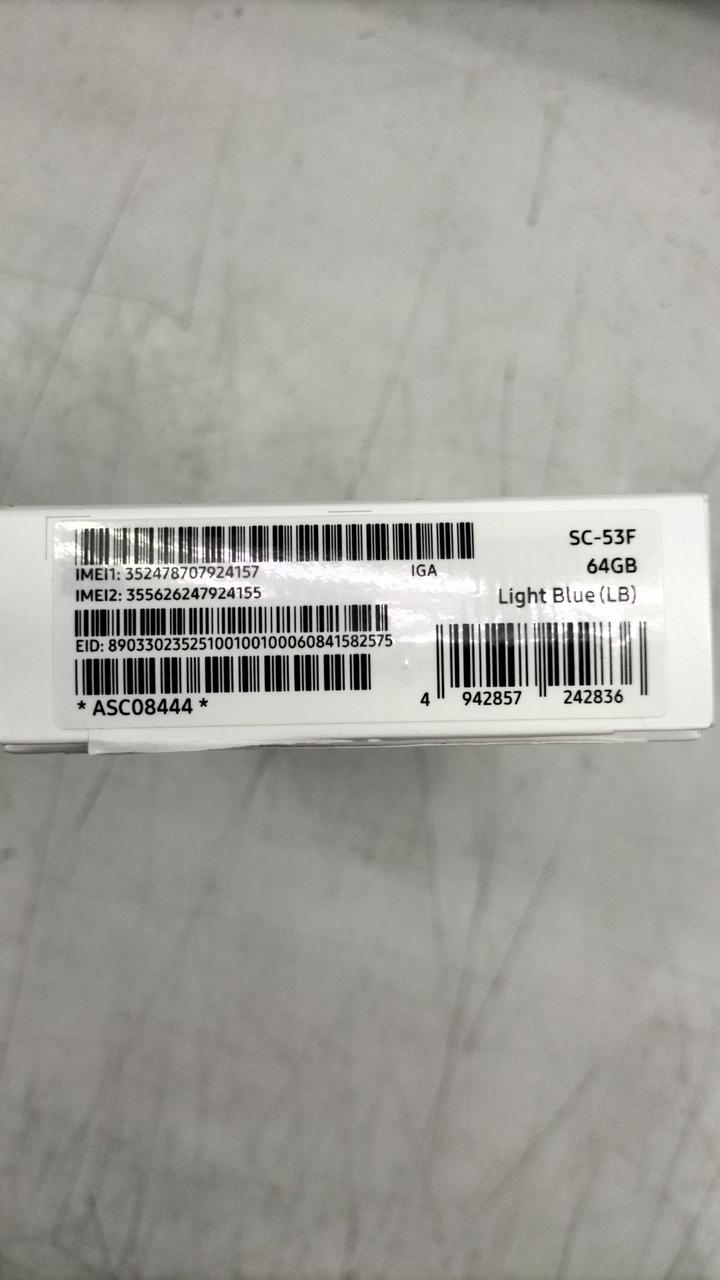 IMEI1: 352478707924157 IGA
IMEI2: 355626247924155
EID: 89033023525100100100060841582575
* ASC08444 *
SC-53F
64GB
Light Blue (LB)
4 942857 242836